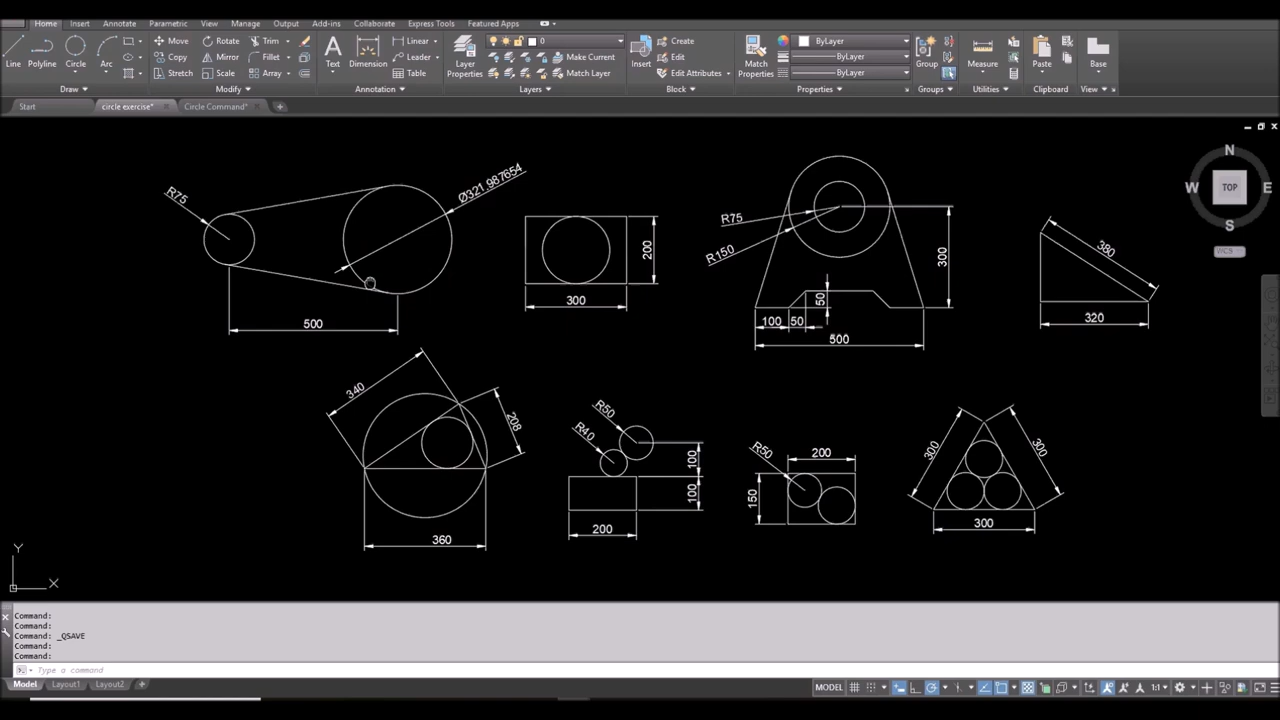 Home Insert Annotate Parametric View Manage Output Add-ins Collaborate Express Tools Featured Apps
Line Polyline Circle Arc Move Rotate Trim Text Dimension Linear Layer Properties 0 Insert Create Match Properties ByLayer Group Measure Paste Base
Copy Mirror Fillet Leader Make Current Edit ByLayer
Stretch Scale Array Table Match Layer Edit Attributes ByLayer
Draw Modify Annotation Layers Block Properties Groups Utilities Clipboard View
Start circle exercise* Circle Command* +
N
W TOP E
S
WCS
R75
Ø321.987654
500
200
300
R75
R150
300
50
100 50
500
380
320
340
208
360
R50
R40
100
100
200
R50
200
150
300
300
300
Y
X
Command:
Command:
Command: _QSAVE
Command:
Command:
Type a command
Model Layout1 Layout2 +
MODEL 1:1